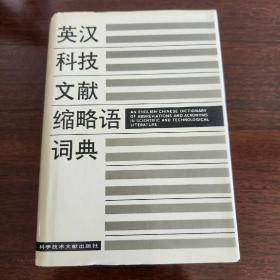 英汉
科技
文献
缩略语
词典
AN ENGLISH-CHINESE DICTIONARY
OF ABBREVIATIONS AND ACRONYMS
IN SCIENTIFIC AND TECHNOLOGICAL
LITERATURE
科学技术文献出版社